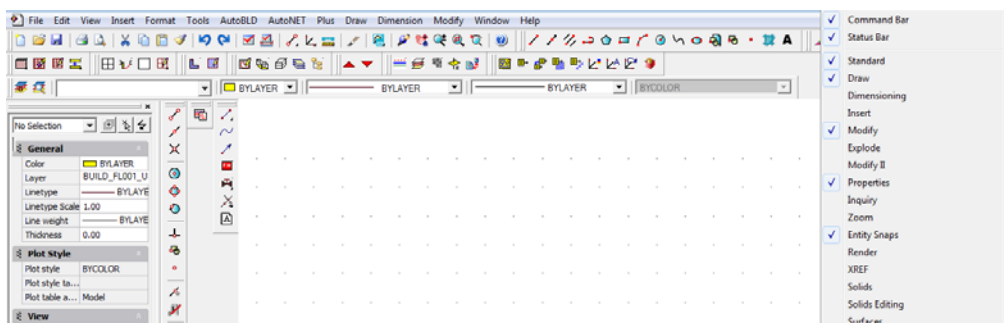 File Edit View Insert Format Tools AutoBLD AutoNET Plus Draw Dimension Modify Window Help
BYLAYER BYLAYER BYLAYER BYCOLOR
No Selection
General
Color BYLAYER
Layer BUILD_FL001_U
Linetype BYLAYE
Linetype Scale 1.00
Line weight BYLAYE
Thickness 0.00
Plot Style
Plot style BYCOLOR
Plot style ta...
Plot table a... Model
View
Command Bar
Status Bar
Standard
Draw
Dimensioning
Insert
Modify
Explode
Modify II
Properties
Inquiry
Zoom
Entity Snaps
Render
XREF
Solids
Solids Editing
Surfaces